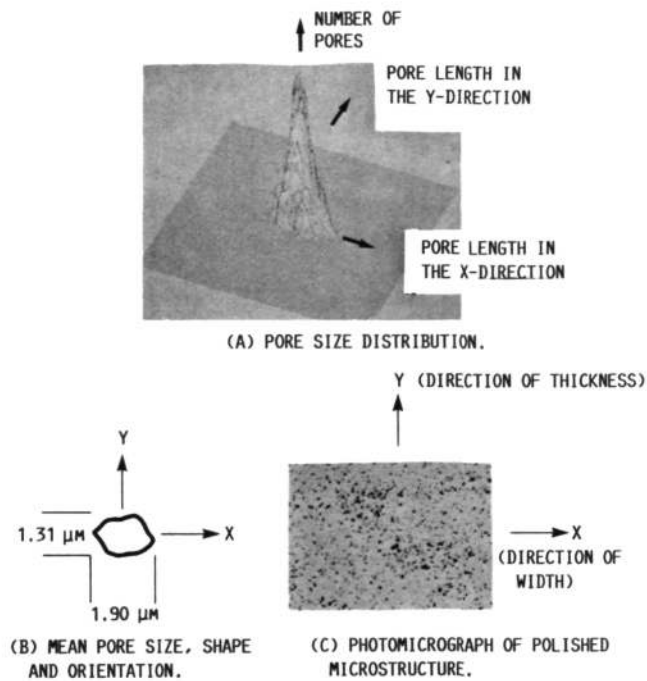 NUMBER OF
PORES
PORE LENGTH IN
THE Y-DIRECTION
PORE LENGTH IN
THE X-DIRECTION
(A) PORE SIZE DISTRIBUTION.
Y (DIRECTION OF THICKNESS)
Y
1.31 μM
X
X
(DIRECTION OF
WIDTH)
1.90 μM
(B) MEAN PORE SIZE, SHAPE
AND ORIENTATION.
(C) PHOTOMICROGRAPH OF POLISHED
MICROSTRUCTURE.